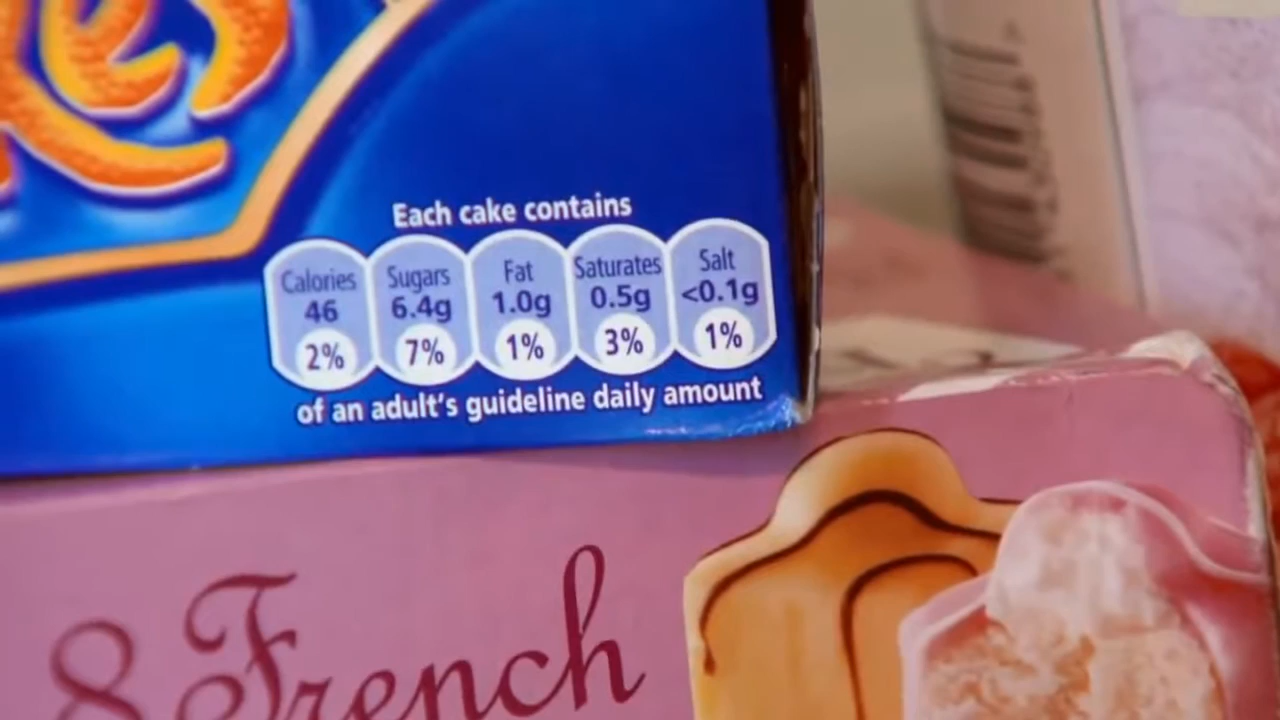 Each cake contains
Calories Sugars Fat Saturates Salt
46 6.4g 1.0g 0.5g <0.1g
2% 7% 1% 3% 1%
of an adult's guideline daily amount
8 French